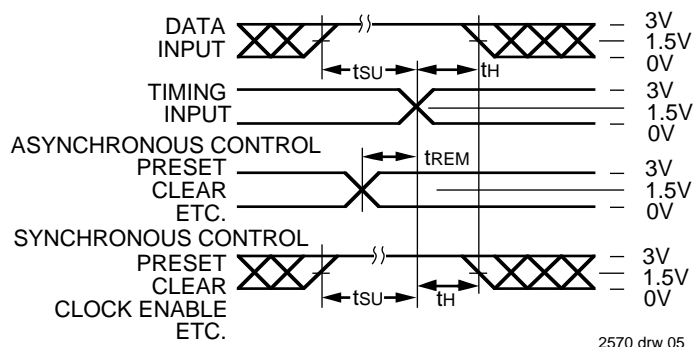 DATA
INPUT
tSU
tH
3V
1.5V
0V
TIMING
INPUT
3V
1.5V
0V
ASYNCHRONOUS CONTROL
PRESET
CLEAR
ETC.
tREM
3V
1.5V
0V
SYNCHRONOUS CONTROL
PRESET
CLEAR
CLOCK ENABLE
ETC.
tSU
tH
3V
1.5V
0V
2570 drw 05